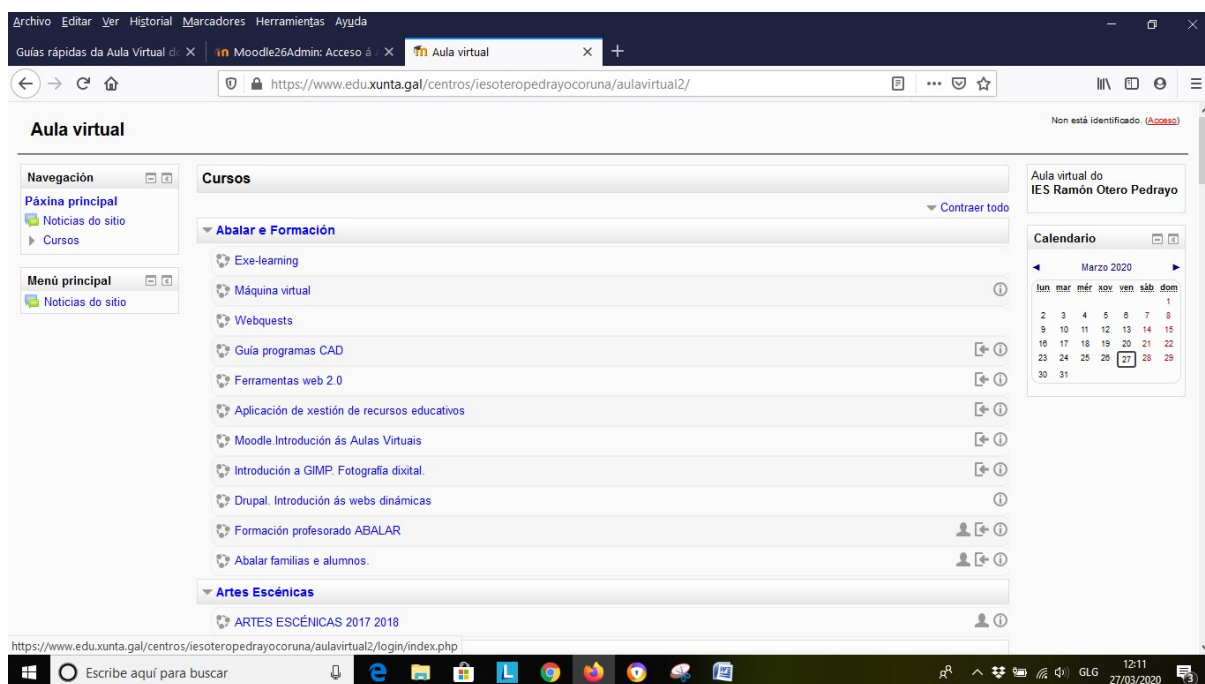 Archivo Editar Ver Historial Marcadores Herramientas Ayuda
Guías rápidas da Aula Virtual do
Moodle26Admin: Acceso á
Aula virtual
https://www.edu.xunta.gal/centros/iesoteropedrayocoruna/aulavirtual2/
Aula virtual
Non está identificado. (Acceso)
Navegación
Páxina principal
Noticias do sitio
Cursos
Menú principal
Noticias do sitio
Cursos
Contraer todo
Abalar e Formación
Exe-learning
Máquina virtual
Webquests
Guía programas CAD
Ferramentas web 2.0
Aplicación de xestión de recursos educativos
Moodle.Introdución ás Aulas Virtuais
Introdución a GIMP. Fotografía dixital.
Drupal. Introdución ás webs dinámicas
Formación profesorado ABALAR
Abalar familias e alumnos.
Artes Escénicas
ARTES ESCÉNICAS 2017 2018
Aula virtual do
IES Ramón Otero Pedrayo
Calendario
Marzo 2020
lun mar mér xov ven sáb dom
1
2 3 4 5 6 7 8
9 10 11 12 13 14 15
16 17 18 19 20 21 22
23 24 25 26 27 28 29
30 31
https://www.edu.xunta.gal/centros/iesoteropedrayocoruna/aulavirtual2/login/index.php
Escribe aquí para buscar
GLG
12:11
27/03/2020
3